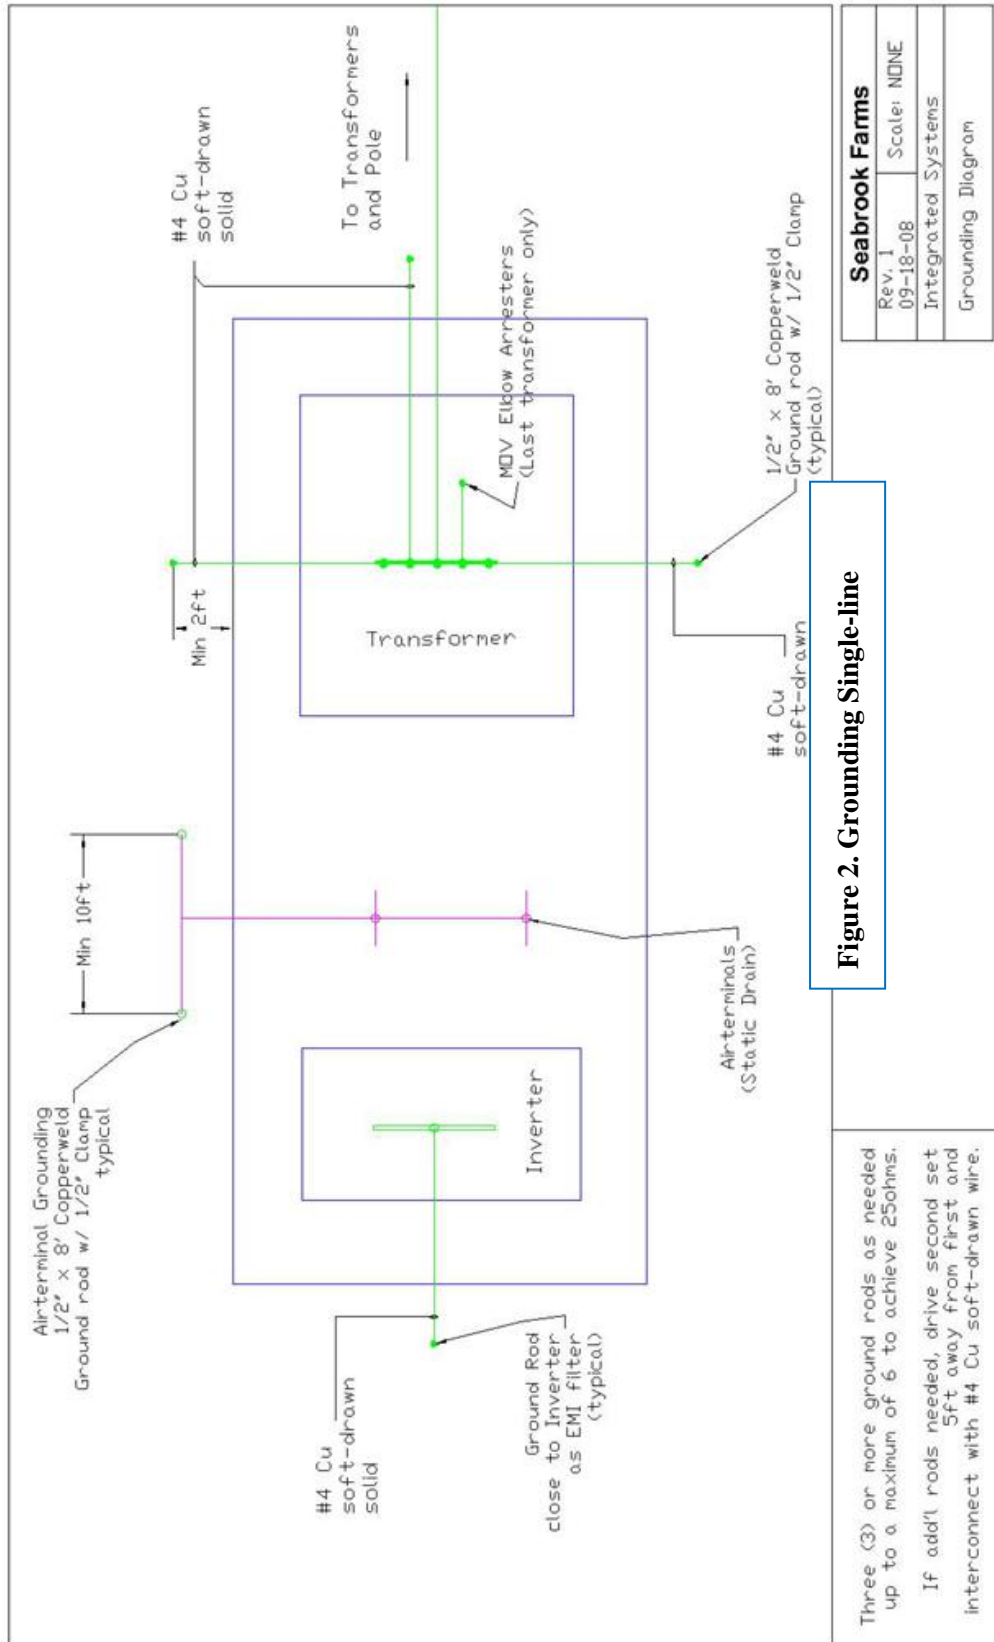 Airterminal Grounding
1/2" x 8' Copperweld
Ground rod w/ 1/2" Clamp
typical
Min 10ft
Min 2ft
#4 Cu
soft-drawn
solid
To Transformers
and Pole
#4 Cu
soft-drawn
solid
Ground Rod
close to Inverter
as EMI filter
(typical)
Inverter
Airterminals
(Static Drain)
Transformer
MOV Elbow Arresters
(Last transformer only)
#4 Cu
soft-drawn
1/2" x 8' Copperweld
Ground rod w/ 1/2" Clamp
(typical)
Figure 2. Grounding Single-line
Three (3) or more ground rods as needed
up to a maximum of 6 to achieve 25ohms.
If add'l rods needed, drive second set
5ft away from first and
interconnect with #4 Cu soft-drawn wire.
Seabrook Farms
Rev. 1
09-18-08
Scale: NONE
Integrated Systems
Grounding Diagram